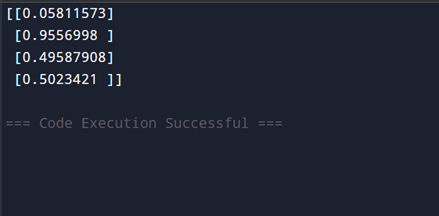 [[0.05811573]
 [0.9556998 ]
 [0.49587908]
 [0.5023421 ]]
=== Code Execution Successful ===